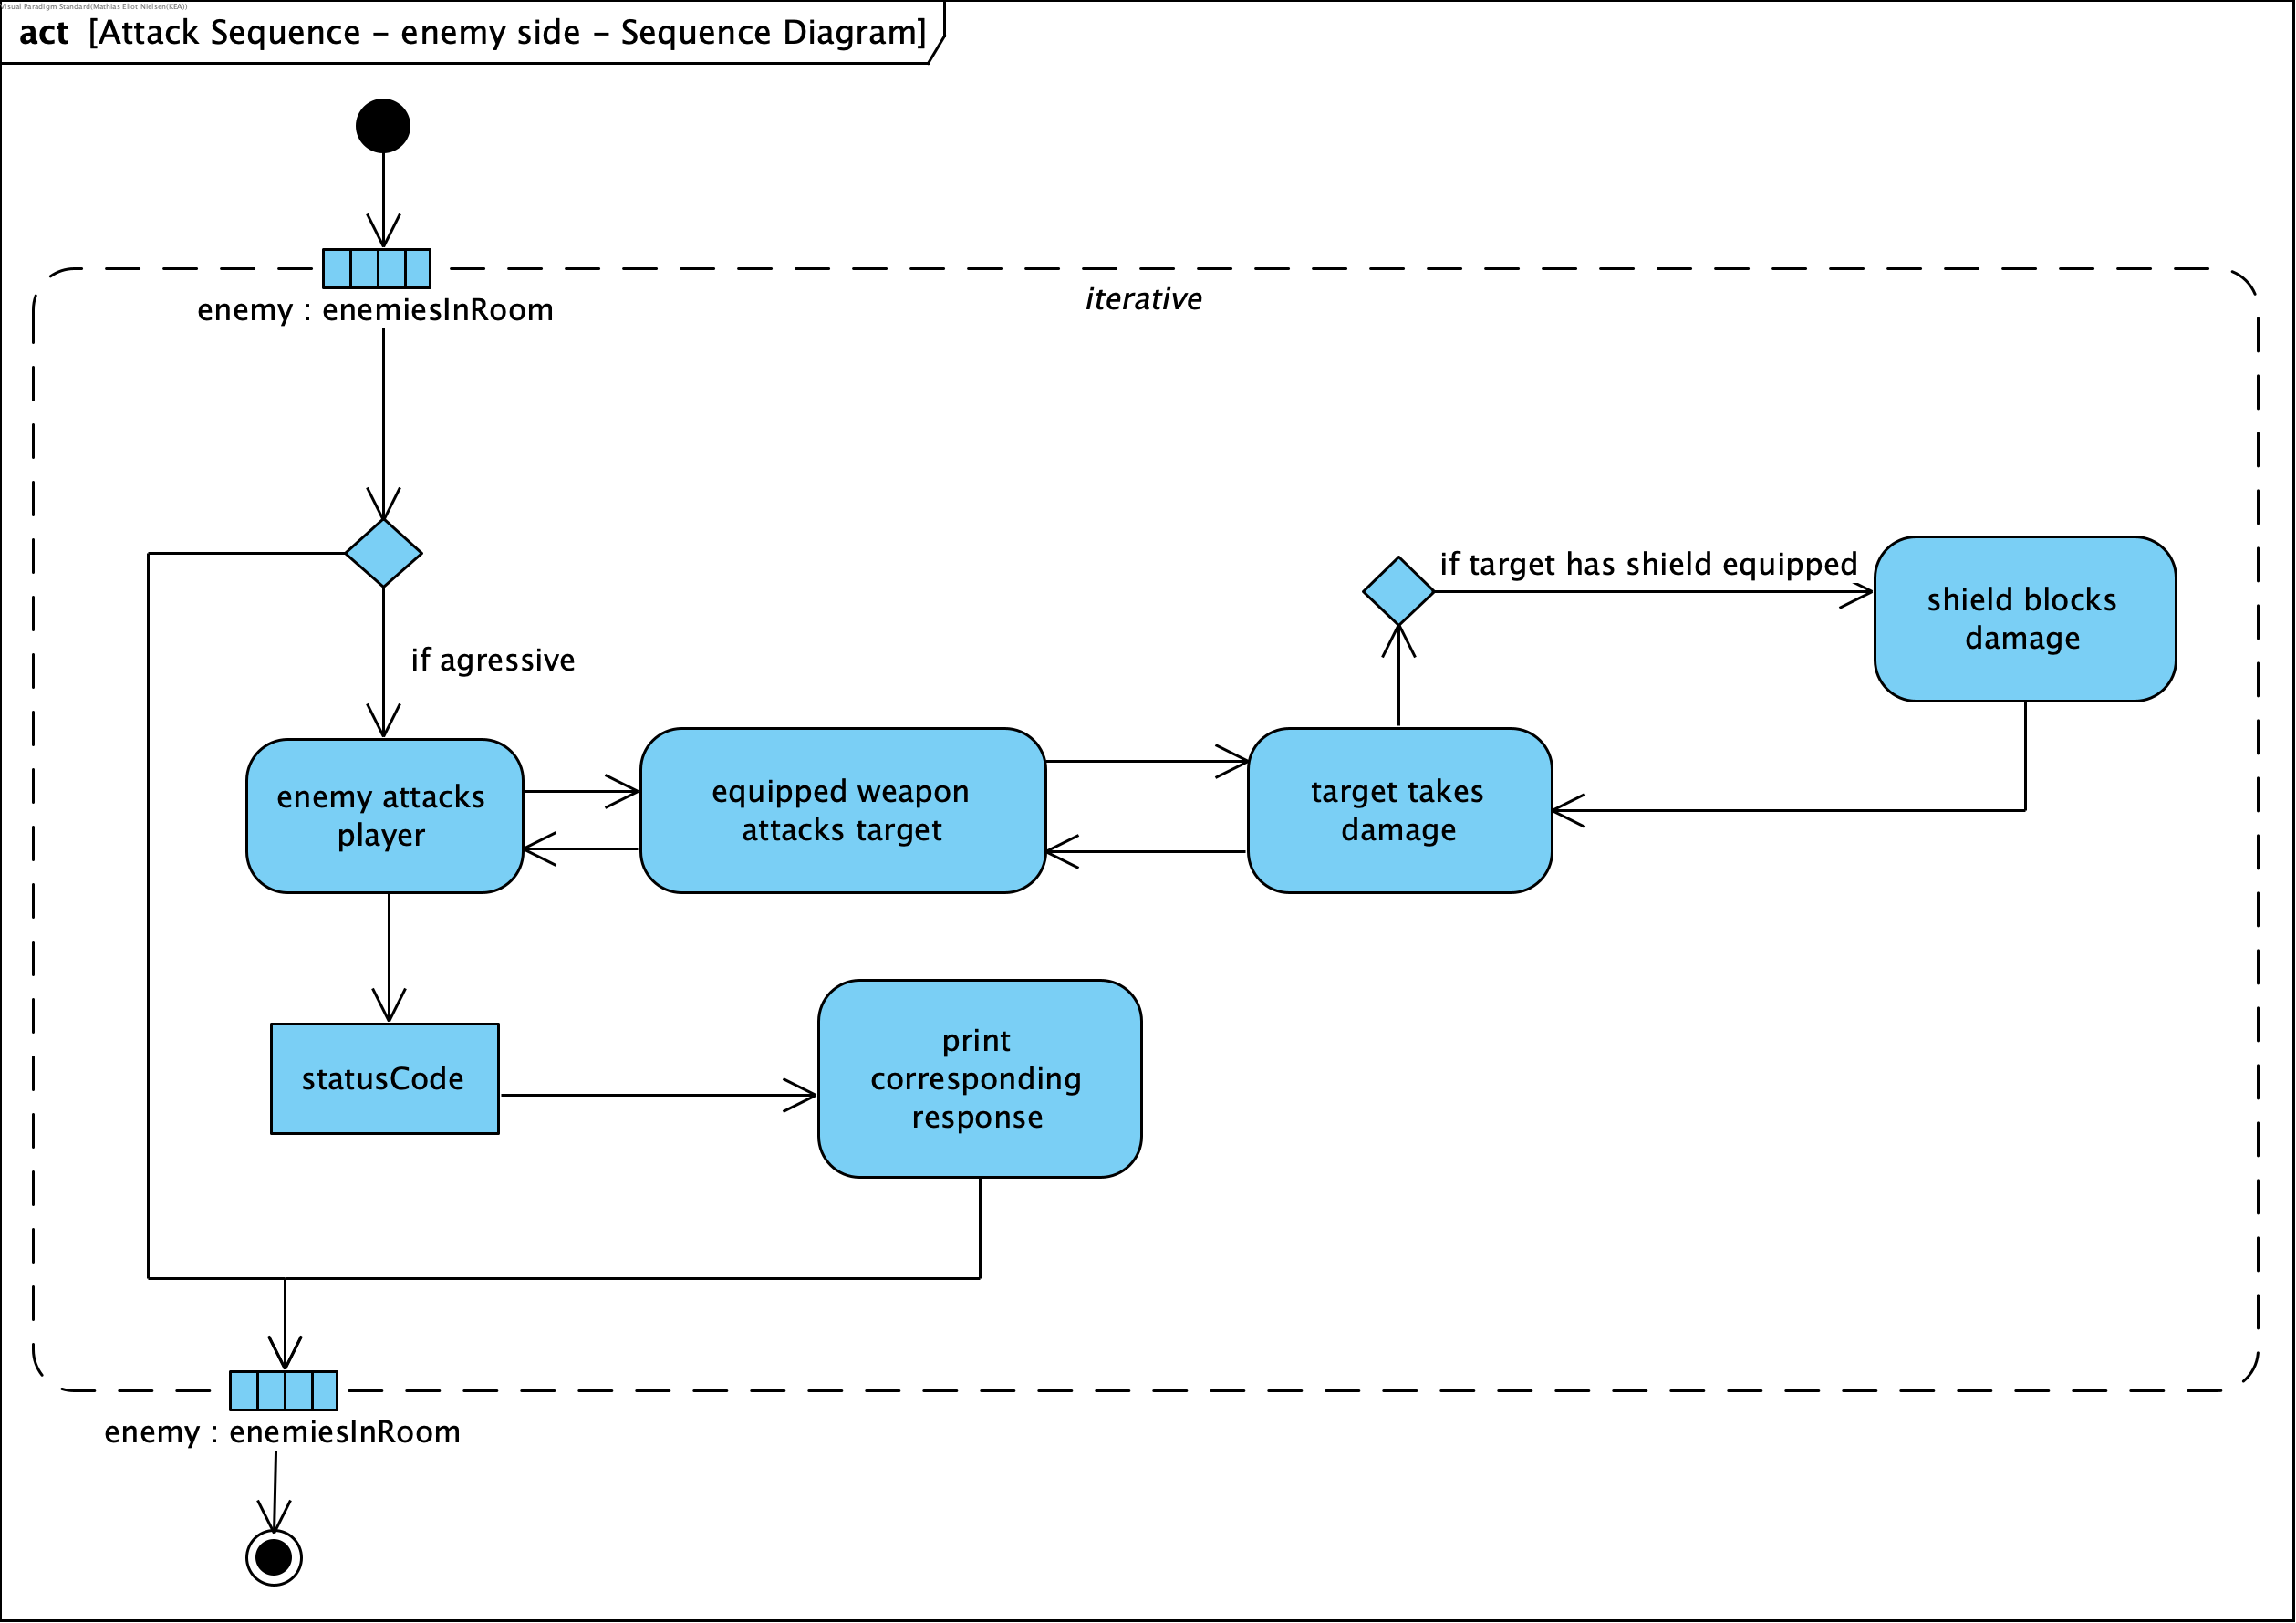 Visual Paradigm Standard(Mathias Eliot Nielsen(KEA))
act [Attack Sequence – enemy side – Sequence Diagram]
enemy : enemiesInRoom
iterative
if target has shield equipped
shield blocks
damage
if agressive
enemy attacks
player
equipped weapon
attacks target
target takes
damage
statusCode
print
corresponding
response
enemy : enemiesInRoom